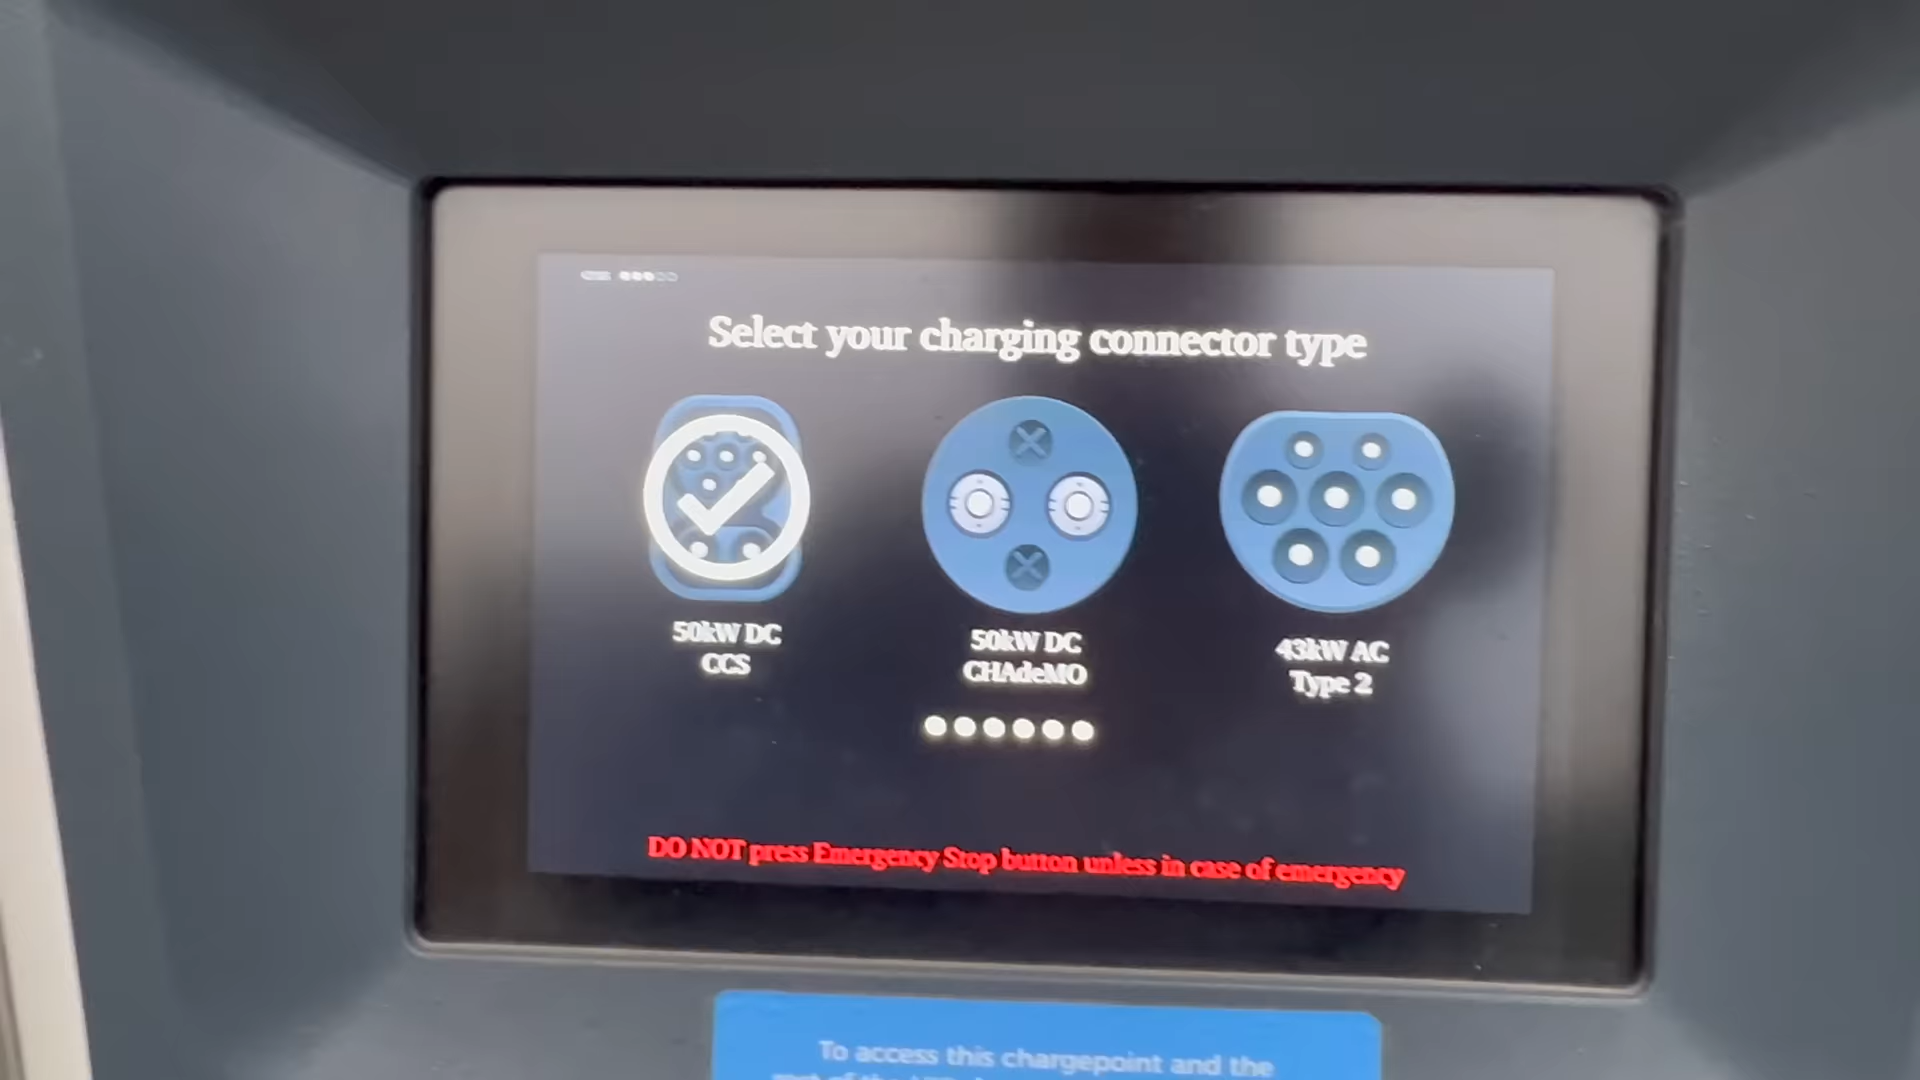 Select your charging connector type
50kW DC
CCS
50kW DC
CHAdeMO
43kW AC
Type 2
DO NOT press Emergency Stop button unless in case of emergency
To access this chargepoint and the